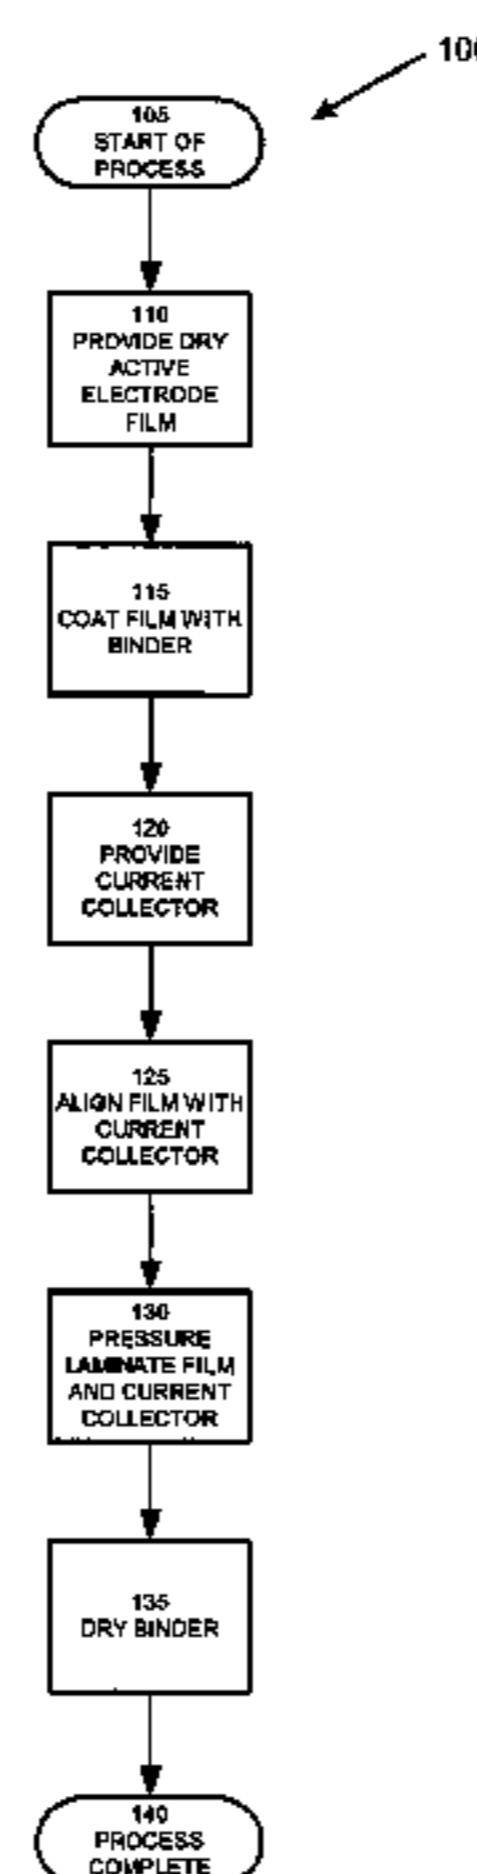 100
105
START OF
PROCESS
110
PROVIDE DRY
ACTIVE
ELECTRODE
FILM
115
COAT FILM WITH
BINDER
120
PROVIDE
CURRENT
COLLECTOR
125
ALIGN FILM WITH
CURRENT
COLLECTOR
130
PRESSURE
LAMINATE FILM
AND CURRENT
COLLECTOR
135
DRY BINDER
140
PROCESS
COMPLETE